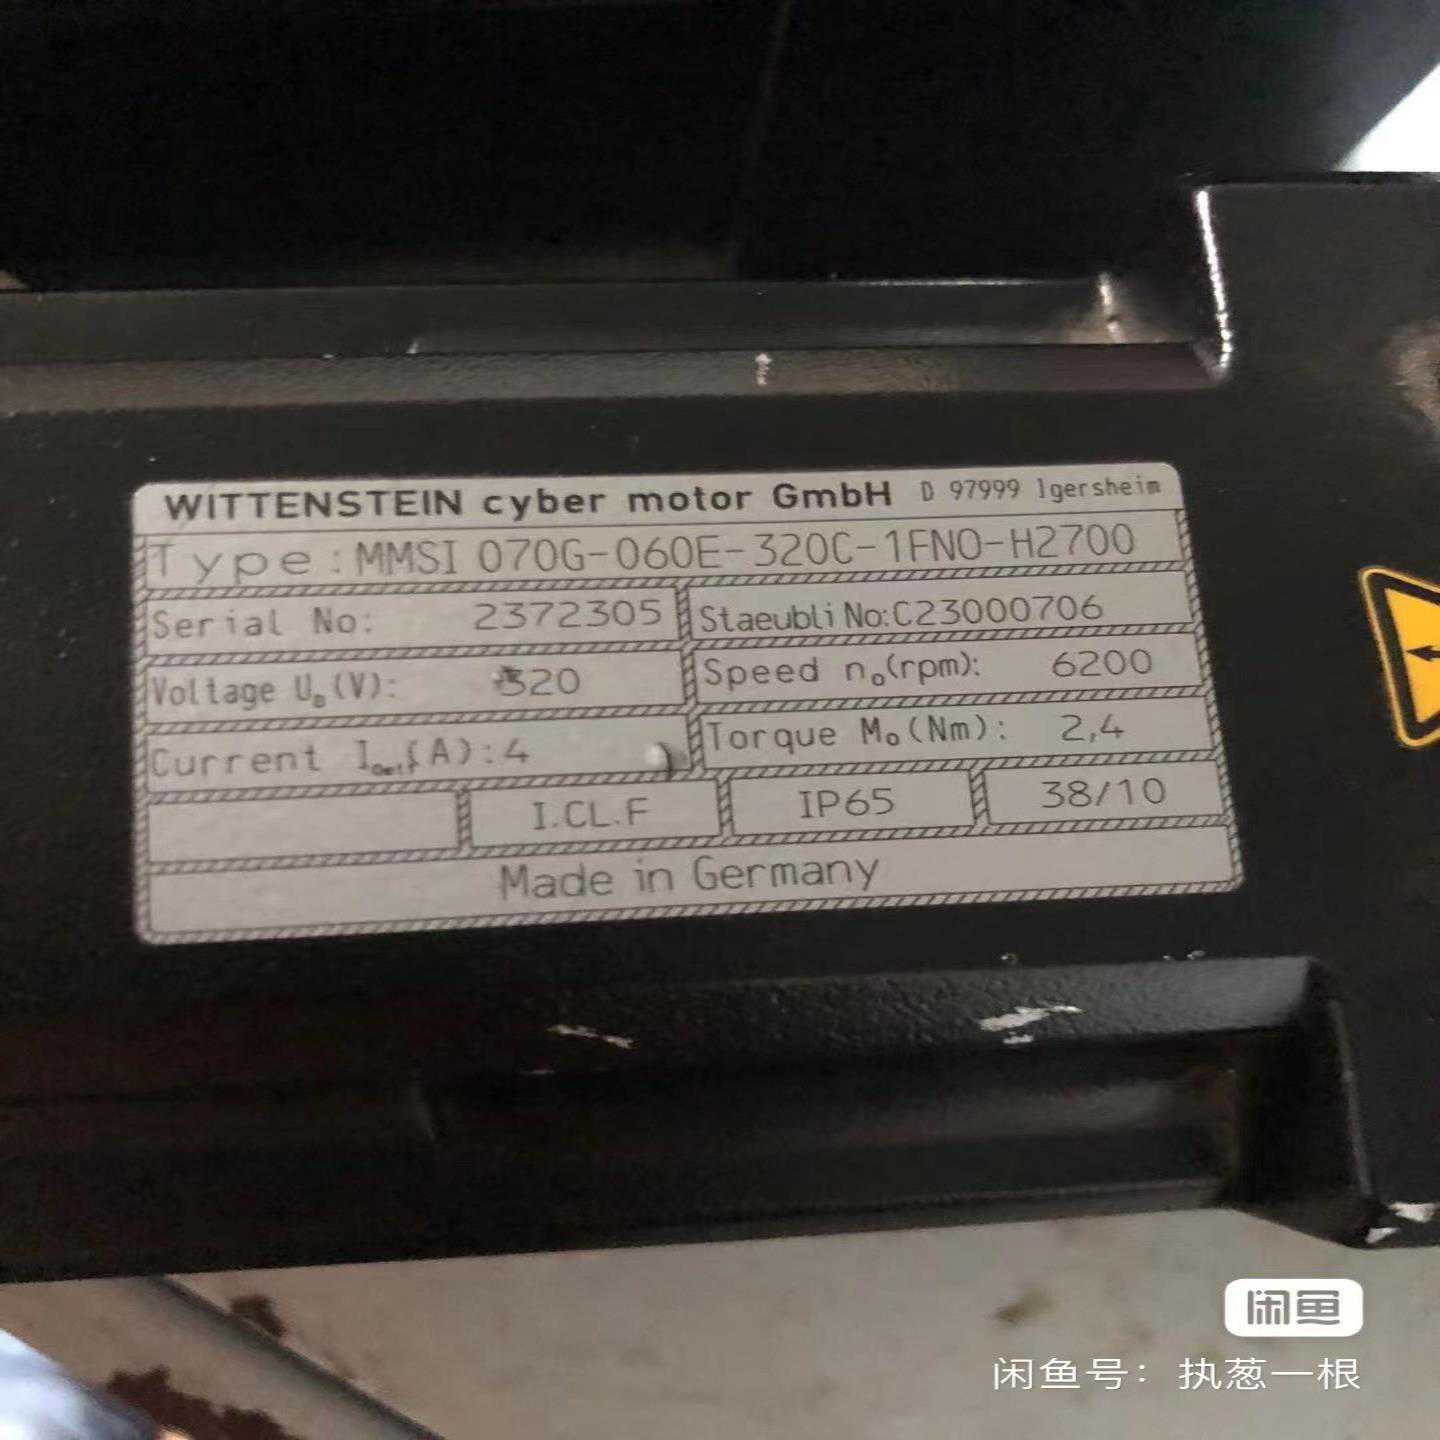 WITTENSTEIN cyber motor GmbH D 97999 Igersheim
Type: MMSI 070G-060E-320C-1FN0-H2700
Serial No: 2372305 Staeubli No: C23000706
Voltage U₀(V): 320 Speed n₀(rpm): 6200
Current I (A): 4 Torque M₀(Nm): 2,4
I.CL.F IP65 38/10
Made in Germany
闲鱼
闲鱼号：执葱一根